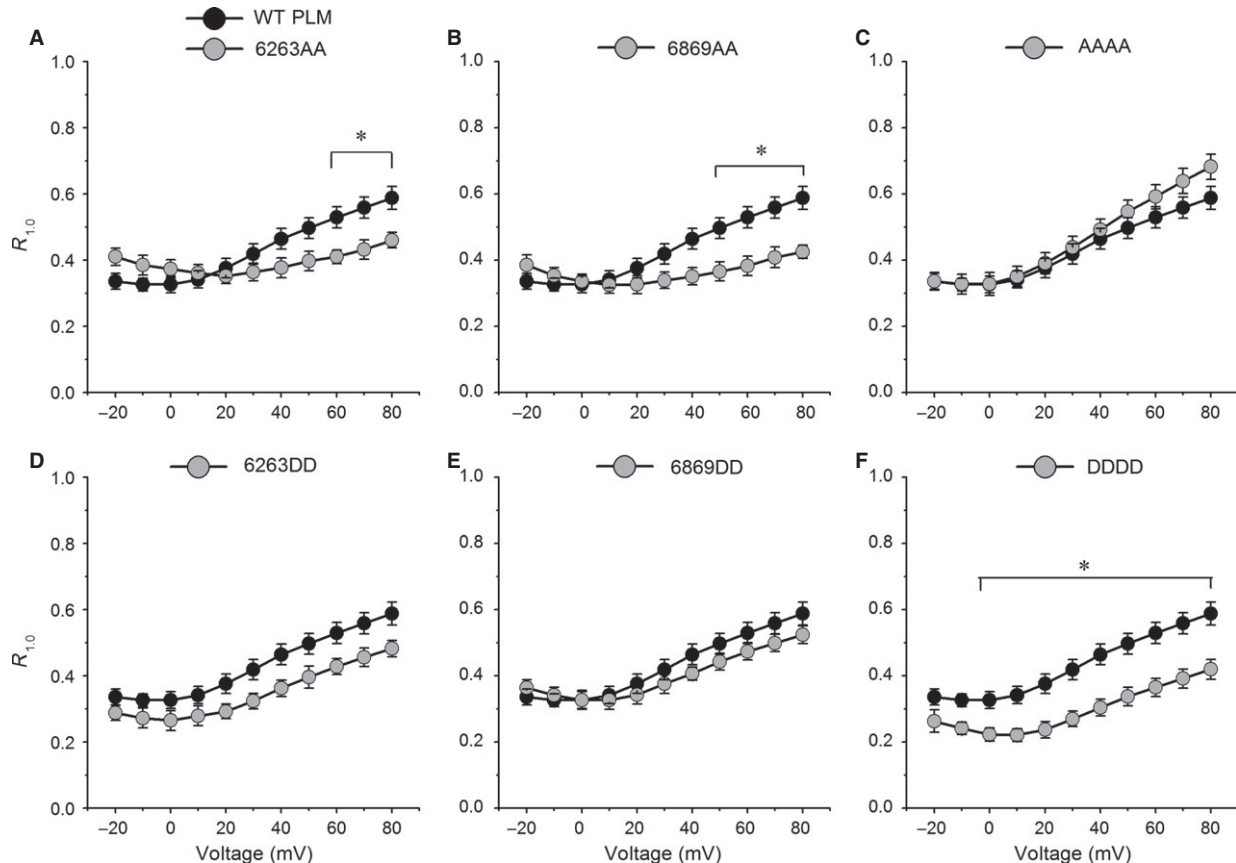 WT PLM
A 6263AA
B 6869AA
C AAAA
1.0 1.0 1.0
0.8 0.8 0.8
* *
0.6 0.6 0.6
R1.0
0.4 0.4 0.4
0.2 0.2 0.2
0.0 0.0 0.0
–20 0 20 40 60 80 –20 0 20 40 60 80 –20 0 20 40 60 80
D 6263DD
E 6869DD
F DDDD
1.0 1.0 1.0
0.8 0.8 0.8
*
0.6 0.6 0.6
R1.0
0.4 0.4 0.4
0.2 0.2 0.2
0.0 0.0 0.0
–20 0 20 40 60 80 –20 0 20 40 60 80 –20 0 20 40 60 80
Voltage (mV) Voltage (mV) Voltage (mV)